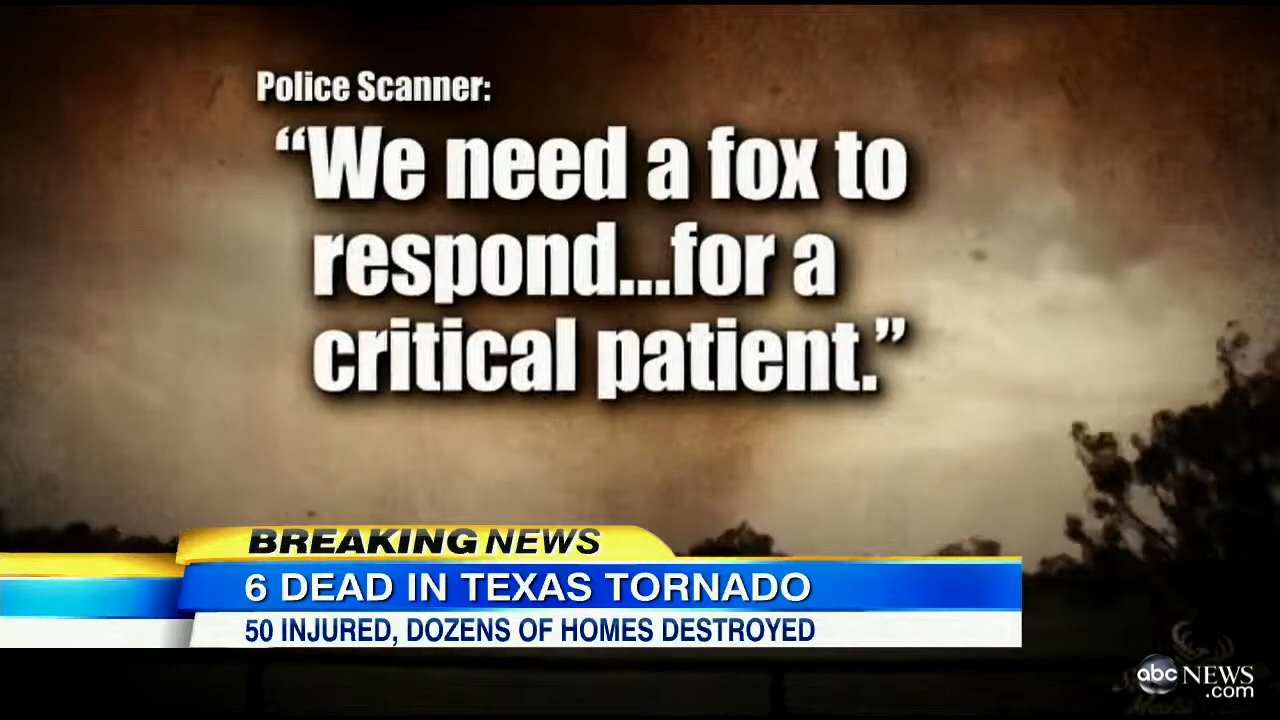 Police Scanner:
“We need a fox to
respond...for a
critical patient.”
BREAKING NEWS
6 DEAD IN TEXAS TORNADO
50 INJURED, DOZENS OF HOMES DESTROYED
abc NEWS
.com